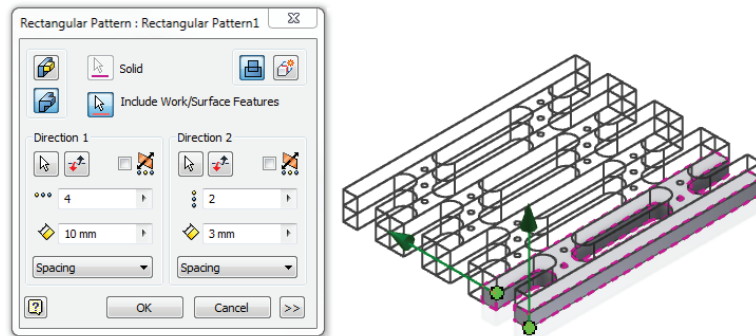 Rectangular Pattern : Rectangular Pattern1
Solid
Include Work/Surface Features
Direction 1
Direction 2
4
2
10 mm
3 mm
Spacing
Spacing
?
OK
Cancel
>>